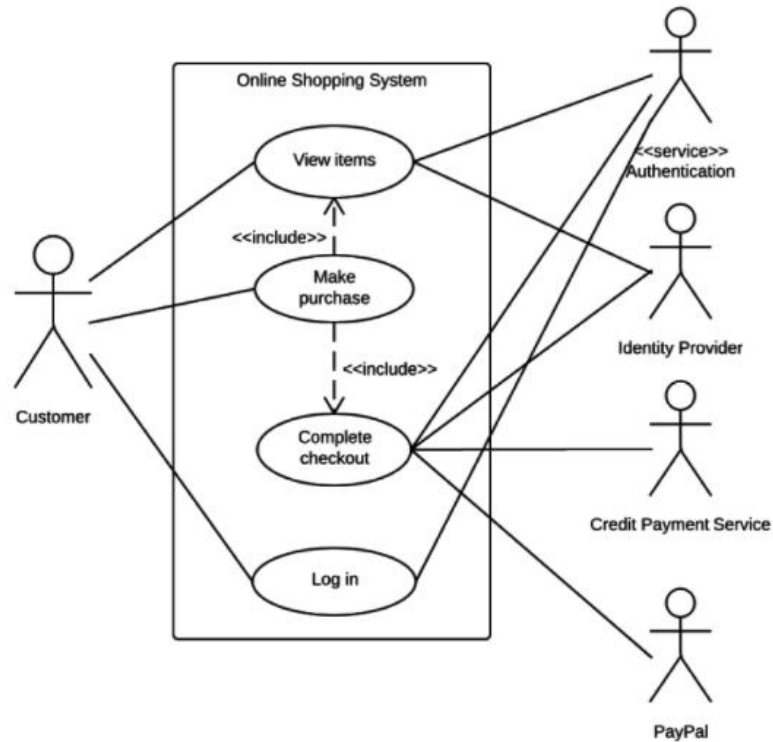 Online Shopping System
View items
<<service>>
Authentication
<<include>>
Make
purchase
Identity Provider
<<include>>
Customer
Complete
checkout
Credit Payment Service
Log in
PayPal